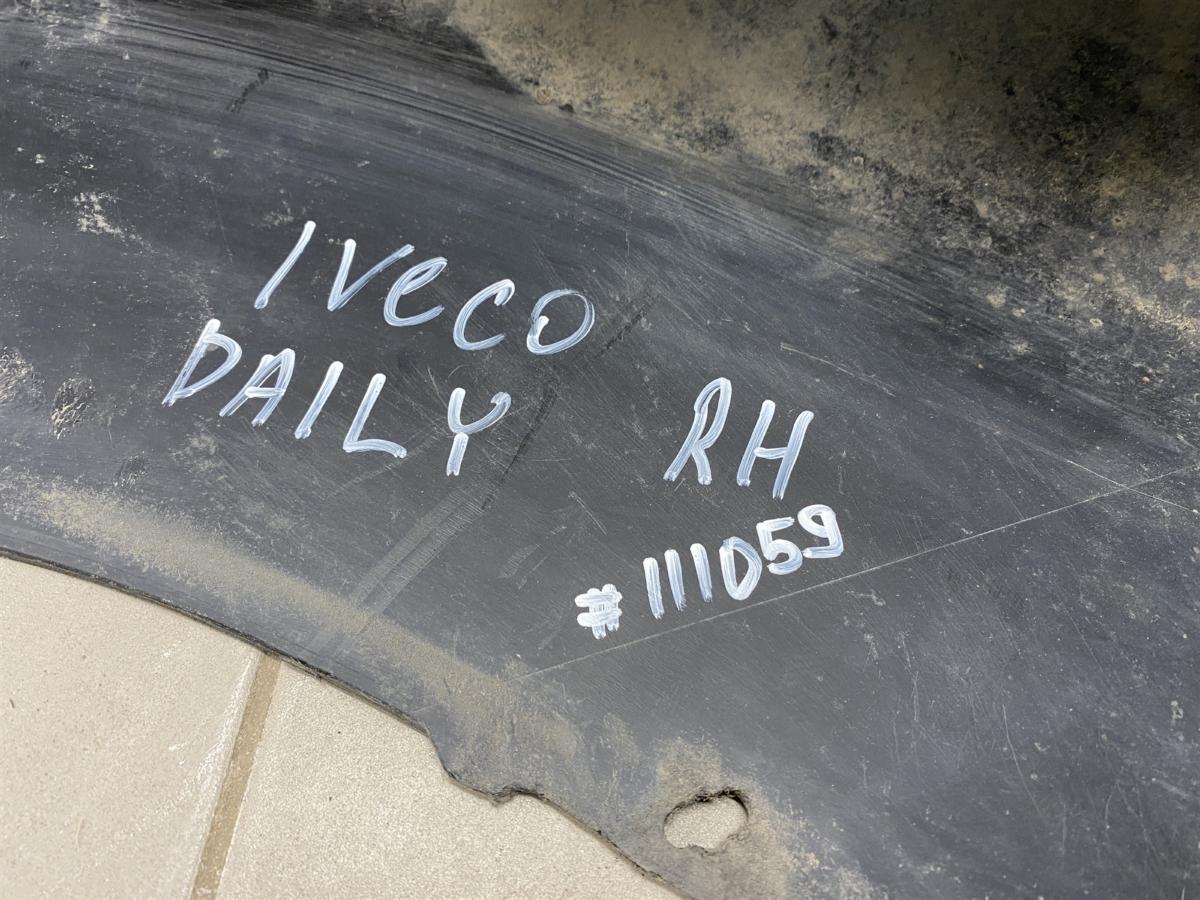 IVeCO
DAILY
RH
#111059